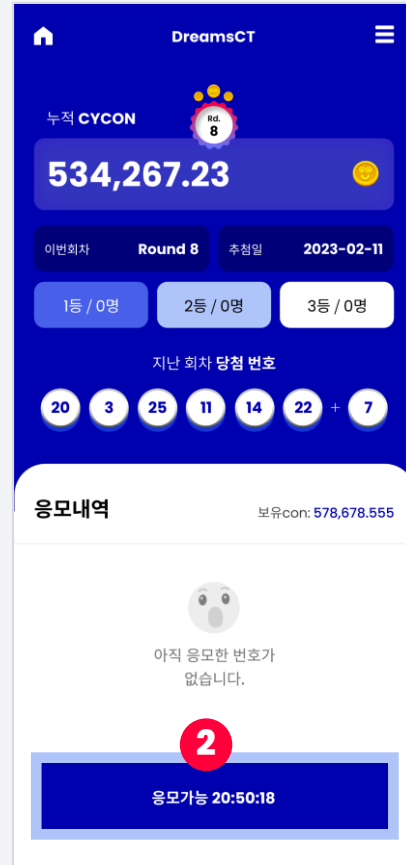 DreamsCT
누적 CYCON
Rd.
8
534,267.23
이번회차 Round 8 추첨일 2023-02-11
1등 / 0명 2등 / 0명 3등 / 0명
지난 회차 당첨 번호
20 3 25 11 14 22 + 7
응모내역 보유con: 578,678.555
아직 응모한 번호가
없습니다.
2
응모가능 20:50:18